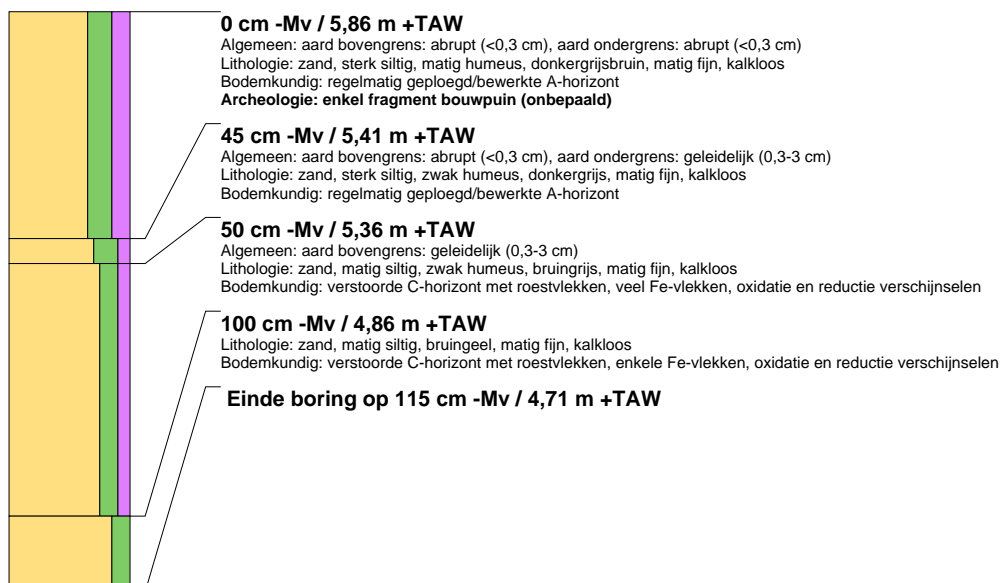 0 cm -Mv / 5,86 m +TAW
Algemeen: aard bovengrens: abrupt (<0,3 cm), aard ondergrens: abrupt (<0,3 cm)
Lithologie: zand, sterk siltig, matig humeus, donkergrijsbruin, matig fijn, kalkloos
Bodemkundig: regelmatig geploegd/bewerkte A-horizont
Archeologie: enkel fragment bouwpuin (onbepaald)
45 cm -Mv / 5,41 m +TAW
Algemeen: aard bovengrens: abrupt (<0,3 cm), aard ondergrens: geleidelijk (0,3-3 cm)
Lithologie: zand, sterk siltig, zwak humeus, donkergrijs, matig fijn, kalkloos
Bodemkundig: regelmatig geploegd/bewerkte A-horizont
50 cm -Mv / 5,36 m +TAW
Algemeen: aard bovengrens: geleidelijk (0,3-3 cm)
Lithologie: zand, matig siltig, zwak humeus, bruingrijs, matig fijn, kalkloos
Bodemkundig: verstoorde C-horizont met roestvlekken, veel Fe-vlekken, oxidatie en reductie verschijnselen
100 cm -Mv / 4,86 m +TAW
Lithologie: zand, matig siltig, bruingeel, matig fijn, kalkloos
Bodemkundig: verstoorde C-horizont met roestvlekken, enkele Fe-vlekken, oxidatie en reductie verschijnselen
Einde boring op 115 cm -Mv / 4,71 m +TAW